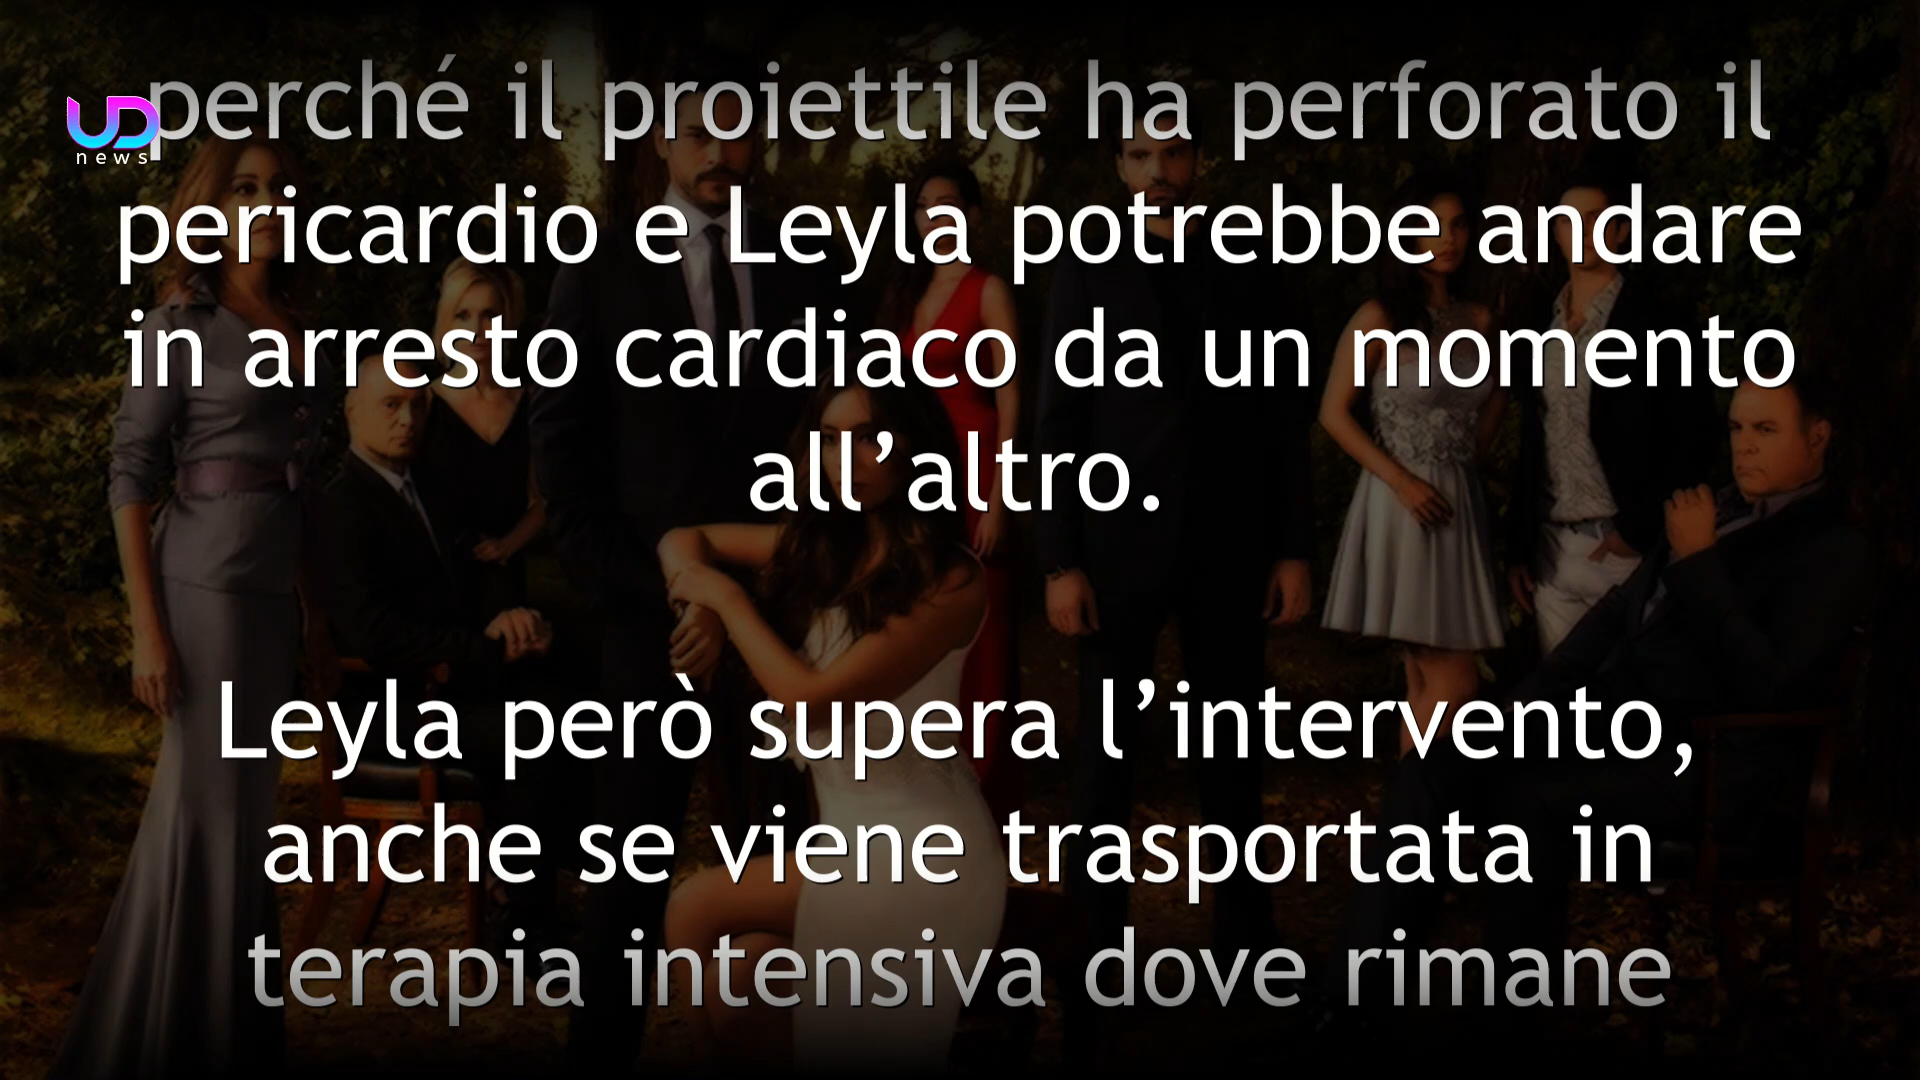 UD
news
perché il proiettile ha perforato il
pericardio e Leyla potrebbe andare
in arresto cardiaco da un momento
all’altro.
Leyla però supera l’intervento,
anche se viene trasportata in
terapia intensiva dove rimane